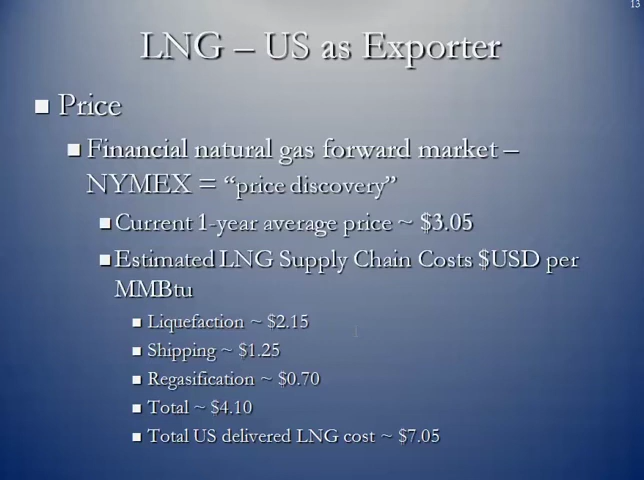 13
LNG – US as Exporter
Price
Financial natural gas forward market –
NYMEX = “price discovery”
Current 1-year average price ~ $3.05
Estimated LNG Supply Chain Costs $USD per
MMBtu
Liquefaction ~ $2.15
Shipping ~ $1.25
Regasification ~ $0.70
Total ~ $4.10
Total US delivered LNG cost ~ $7.05